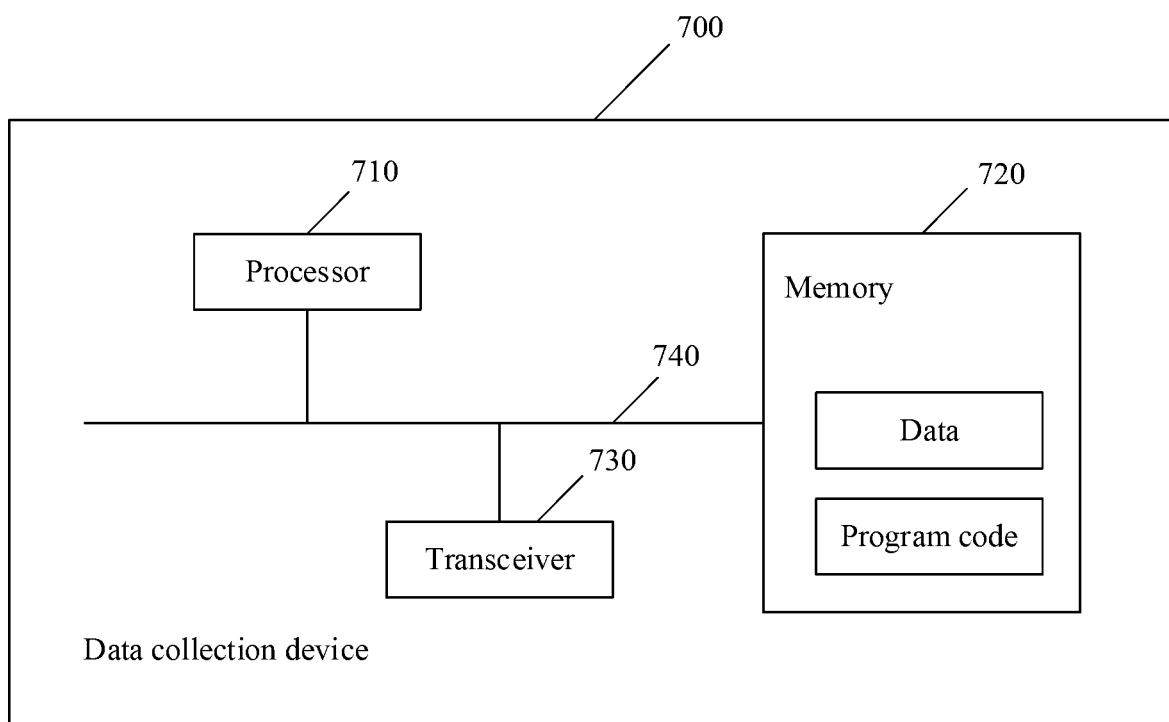 700
710
720
Processor
Memory
740
Data
730
Program code
Transceiver
Data collection device